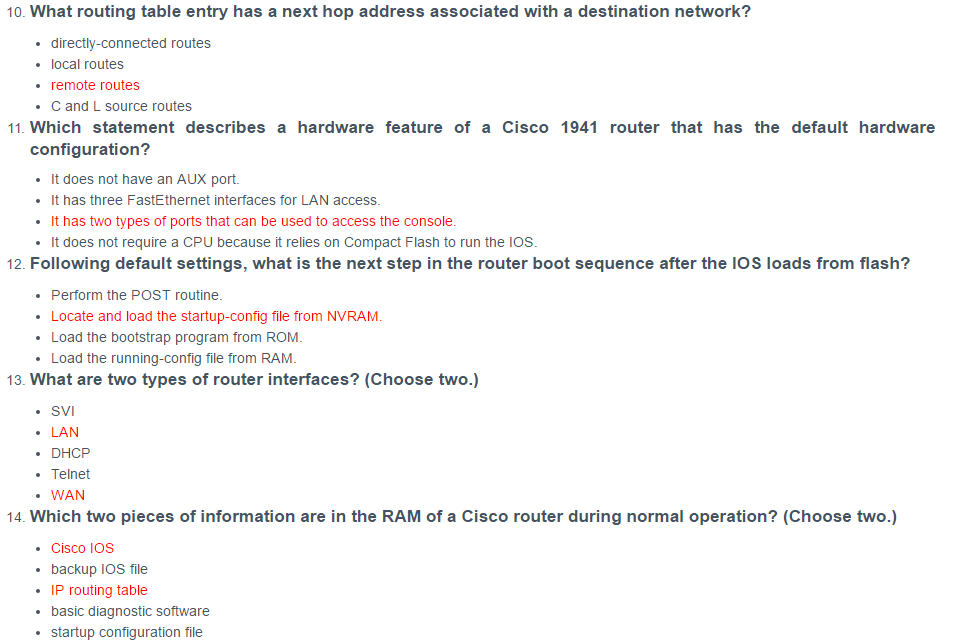 10. What routing table entry has a next hop address associated with a destination network?
• directly-connected routes
• local routes
• remote routes
• C and L source routes
11. Which statement describes a hardware feature of a Cisco 1941 router that has the default hardware
configuration?
• It does not have an AUX port.
• It has three FastEthernet interfaces for LAN access.
• It has two types of ports that can be used to access the console.
• It does not require a CPU because it relies on Compact Flash to run the IOS.
12. Following default settings, what is the next step in the router boot sequence after the IOS loads from flash?
• Perform the POST routine.
• Locate and load the startup-config file from NVRAM.
• Load the bootstrap program from ROM.
• Load the running-config file from RAM.
13. What are two types of router interfaces? (Choose two.)
• SVI
• LAN
• DHCP
• Telnet
• WAN
14. Which two pieces of information are in the RAM of a Cisco router during normal operation? (Choose two.)
• Cisco IOS
• backup IOS file
• IP routing table
• basic diagnostic software
• startup configuration file